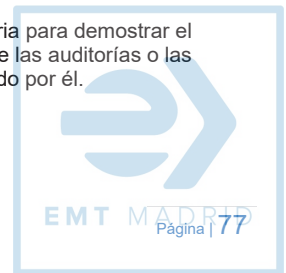 ria para demostrar el
e las auditorías o las
do por él.
EMT MADRID
Página | 77